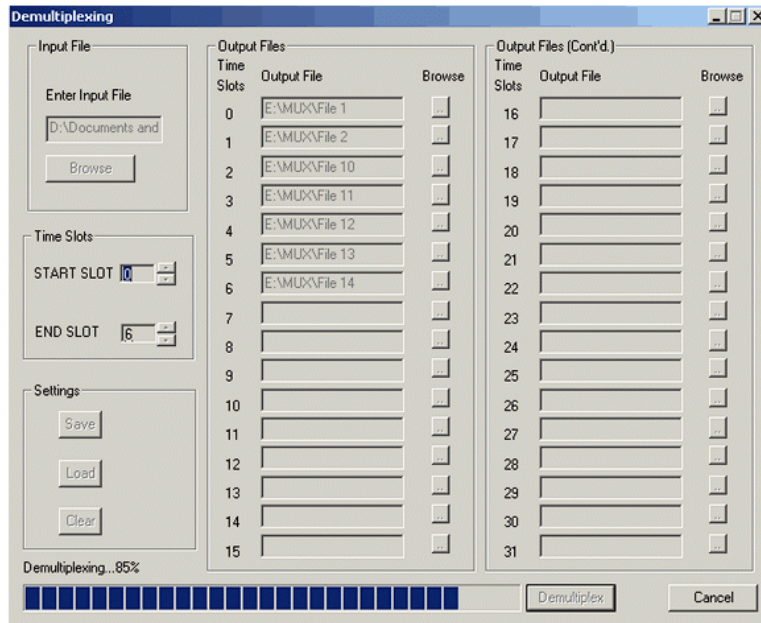 Demultiplexing
Input File
Enter Input File
D:\Documents and
Browse
Time Slots
START SLOT 0
END SLOT 6
Settings
Save
Load
Clear
Output Files
Time Slots Output File Browse
0 E:\MUX\File 1 ..
1 E:\MUX\File 2 ..
2 E:\MUX\File 10 ..
3 E:\MUX\File 11 ..
4 E:\MUX\File 12 ..
5 E:\MUX\File 13 ..
6 E:\MUX\File 14 ..
7 ..
8 ..
9 ..
10 ..
11 ..
12 ..
13 ..
14 ..
15 ..
Output Files (Cont'd.)
Time Slots Output File Browse
16 ..
17 ..
18 ..
19 ..
20 ..
21 ..
22 ..
23 ..
24 ..
25 ..
26 ..
27 ..
28 ..
29 ..
30 ..
31 ..
Demultiplexing...85%
Demultiplex
Cancel